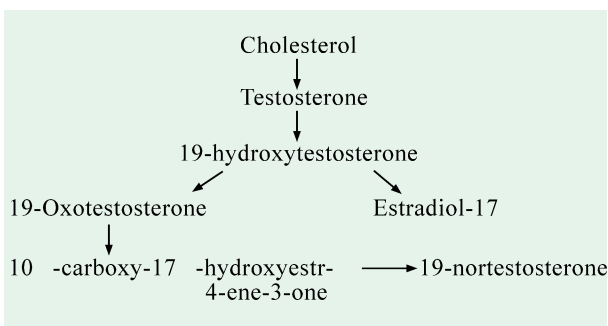 Cholesterol
Testosterone
19-hydroxytestosterone
19-Oxotestosterone Estradiol-17
10 -carboxy-17 -hydroxyestr- 19-nortestosterone
4-ene-3-one